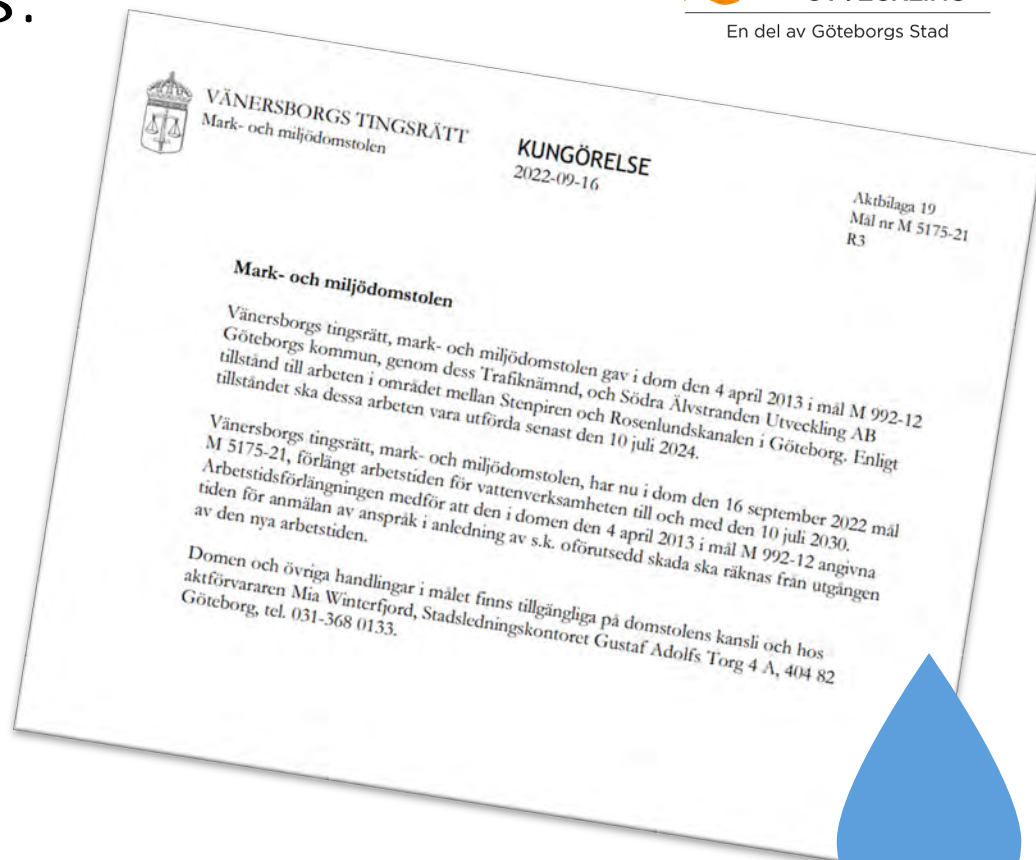 En del av Göteborgs Stad
VÄNERSBORGS TINGSRÄTT
Mark- och miljödomstolen
KUNGÖRELSE
2022-09-16
Aktbilaga 19
Mål nr M 5175-21
R3
Mark- och miljödomstolen
Vänersborgs tingsrätt, mark- och miljödomstolen gav i dom den 4 april 2013 i mål M 992-12
Göteborgs kommun, genom dess Trafiknämnd, och Södra Älvstranden Utveckling AB
tillstånd till arbeten i området mellan Stenpiren och Rosenlundskanalen i Göteborg. Enligt
tillståndet ska dessa arbeten vara utförda senast den 10 juli 2024.
Vänersborgs tingsrätt, mark- och miljödomstolen, har nu i dom den 16 september 2022 mål
M 5175-21, förlängt arbetstiden för vattenverksamheten till och med den 10 juli 2030.
Arbetstidsförlängningen medför att den i domen den 4 april 2013 i mål M 992-12 angivna
tiden för anmälan av anspråk i anledning av s.k. oförutsedd skada ska räknas från utgången
av den nya arbetstiden.
Domen och övriga handlingar i målet finns tillgängliga på domstolens kansli och hos
aktförvararen Mia Winterfjord, Stadsledningskontoret Gustaf Adolfs Torg 4 A, 404 82
Göteborg, tel. 031-368 0133.